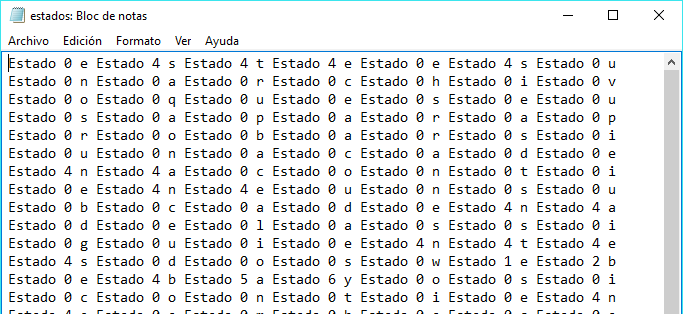 estados: Bloc de notas
Archivo Edición Formato Ver Ayuda
Estado 0 e Estado 4 s Estado 4 t Estado 4 e Estado 0 e Estado 4 s Estado 0 u
Estado 0 n Estado 0 a Estado 0 r Estado 0 c Estado 0 h Estado 0 i Estado 0 v
Estado 0 o Estado 0 q Estado 0 u Estado 0 e Estado 0 s Estado 0 e Estado 0 u
Estado 0 s Estado 0 a Estado 0 p Estado 0 a Estado 0 r Estado 0 a Estado 0 p
Estado 0 r Estado 0 o Estado 0 b Estado 0 a Estado 0 r Estado 0 s Estado 0 i
Estado 0 u Estado 0 n Estado 0 a Estado 0 c Estado 0 a Estado 0 d Estado 0 e
Estado 4 n Estado 4 a Estado 0 c Estado 0 o Estado 0 n Estado 0 t Estado 0 i
Estado 0 e Estado 4 n Estado 4 e Estado 0 u Estado 0 n Estado 0 s Estado 0 u
Estado 0 b Estado 0 c Estado 0 a Estado 0 d Estado 0 e Estado 4 n Estado 4 a
Estado 0 d Estado 0 e Estado 0 l Estado 0 a Estado 0 s Estado 0 s Estado 0 i
Estado 0 g Estado 0 u Estado 0 i Estado 0 e Estado 4 n Estado 4 t Estado 4 e
Estado 4 s Estado 0 d Estado 0 o Estado 0 s Estado 0 w Estado 1 e Estado 2 b
Estado 0 e Estado 4 b Estado 5 a Estado 6 y Estado 0 o Estado 0 s Estado 0 i
Estado 0 c Estado 0 o Estado 0 n Estado 0 t Estado 0 i Estado 0 e Estado 4 n